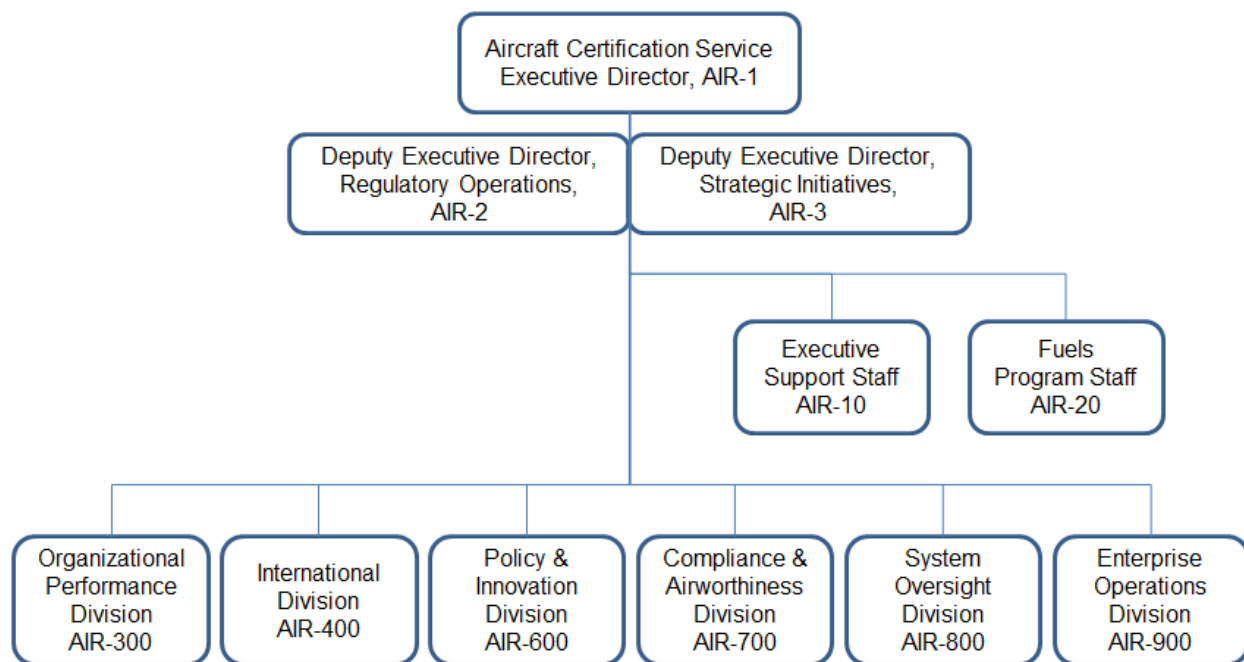 Aircraft Certification Service
Executive Director, AIR-1
Deputy Executive Director,
Regulatory Operations,
AIR-2
Deputy Executive Director,
Strategic Initiatives,
AIR-3
Executive
Support Staff
AIR-10
Fuels
Program Staff
AIR-20
Organizational
Performance
Division
AIR-300
International
Division
AIR-400
Policy &
Innovation
Division
AIR-600
Compliance &
Airworthiness
Division
AIR-700
System
Oversight
Division
AIR-800
Enterprise
Operations
Division
AIR-900